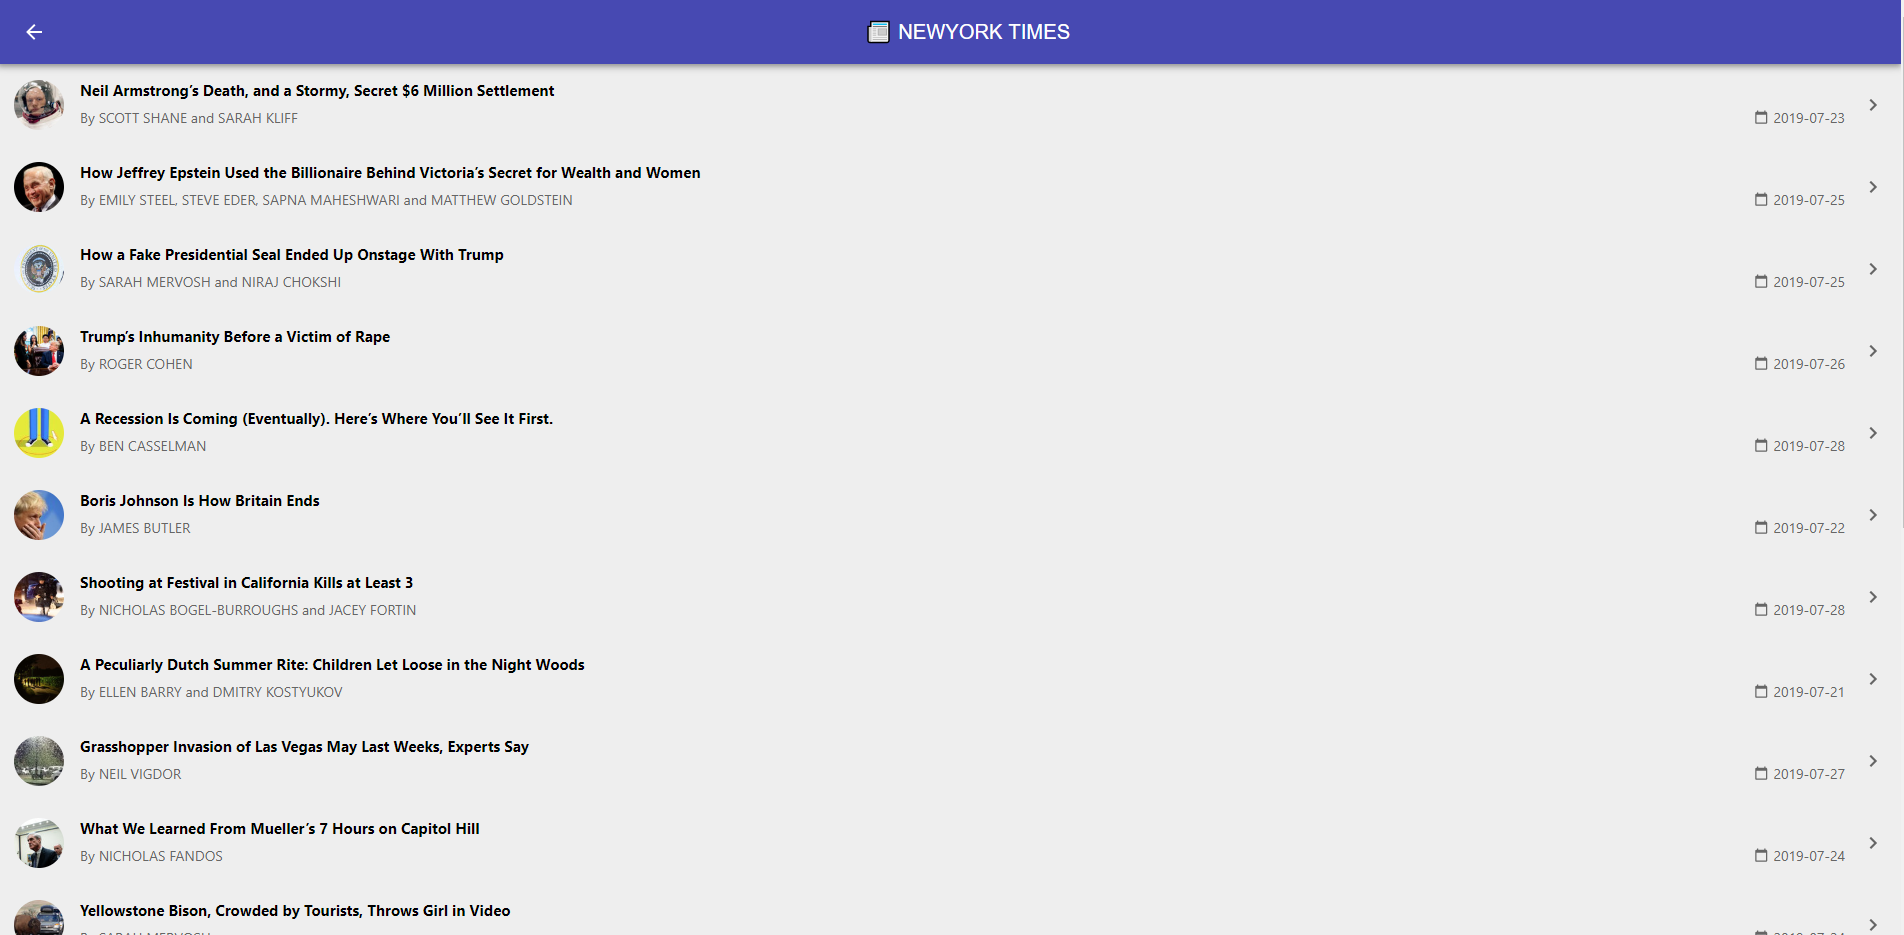 NEWYORK TIMES
Neil Armstrong’s Death, and a Stormy, Secret $6 Million Settlement
By SCOTT SHANE and SARAH KLIFF
2019-07-23
How Jeffrey Epstein Used the Billionaire Behind Victoria’s Secret for Wealth and Women
By EMILY STEEL, STEVE EDER, SAPNA MAHESHWARI and MATTHEW GOLDSTEIN
2019-07-25
How a Fake Presidential Seal Ended Up Onstage With Trump
By SARAH MERVOSH and NIRAJ CHOKSHI
2019-07-25
Trump’s Inhumanity Before a Victim of Rape
By ROGER COHEN
2019-07-26
A Recession Is Coming (Eventually). Here’s Where You’ll See It First.
By BEN CASSELMAN
2019-07-28
Boris Johnson Is How Britain Ends
By JAMES BUTLER
2019-07-22
Shooting at Festival in California Kills at Least 3
By NICHOLAS BOGEL-BURROUGHS and JACEY FORTIN
2019-07-28
A Peculiarly Dutch Summer Rite: Children Let Loose in the Night Woods
By ELLEN BARRY and DMITRY KOSTYUKOV
2019-07-21
Grasshopper Invasion of Las Vegas May Last Weeks, Experts Say
By NEIL VIGDOR
2019-07-27
What We Learned From Mueller’s 7 Hours on Capitol Hill
By NICHOLAS FANDOS
2019-07-24
Yellowstone Bison, Crowded by Tourists, Throws Girl in Video
By SARAH MERVOSH